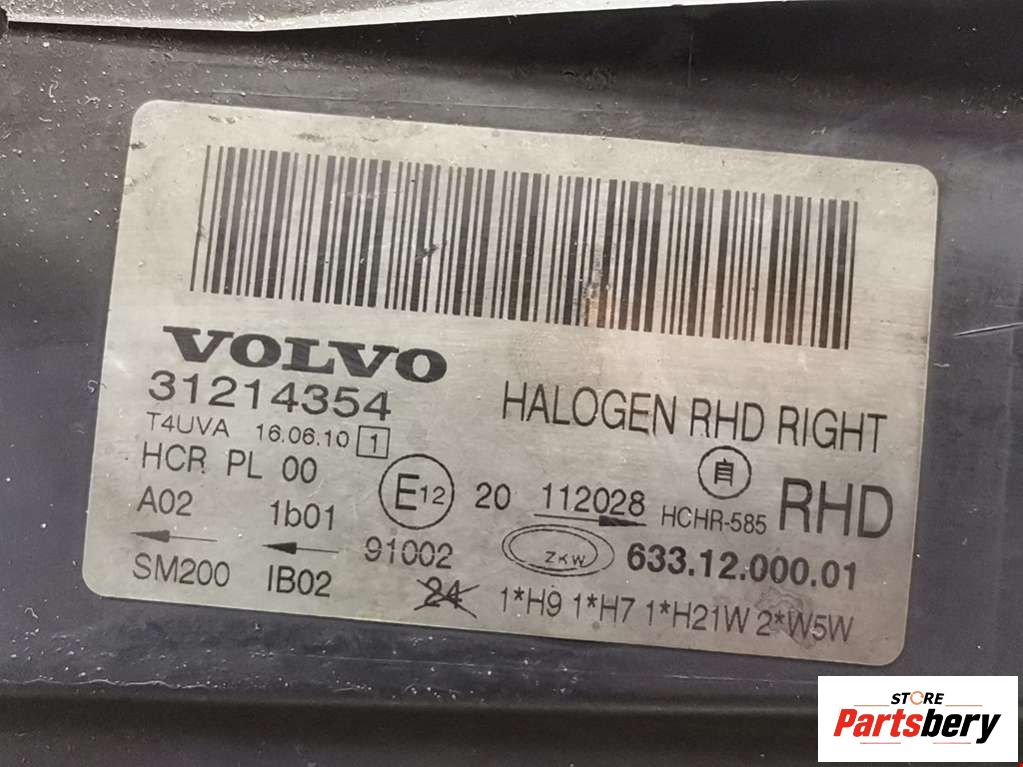 VOLVO
31214354
HALOGEN RHD RIGHT
T4UVA 16.06.10 1
HCR PL 00
E12 20 112028
自
HCHR-585 RHD
A02 1b01
91002
ZKW 633.12.000.01
SM200 IB02
24 1*H9 1*H7 1*H21W 2*W5W
STORE
Partsbery